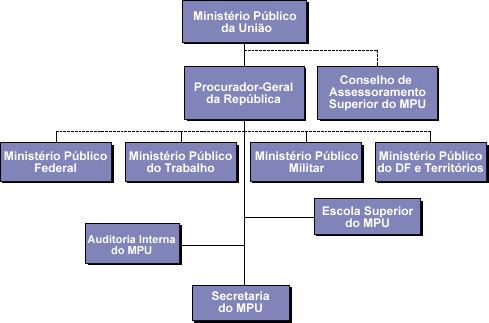 Ministério Público
da União
Procurador-Geral
da República
Conselho de
Assessoramento
Superior do MPU
Ministério Público
Federal
Ministério Público
do Trabalho
Ministério Público
Militar
Ministério Público
do DF e Territórios
Escola Superior
do MPU
Auditoria Interna
do MPU
Secretaria
do MPU